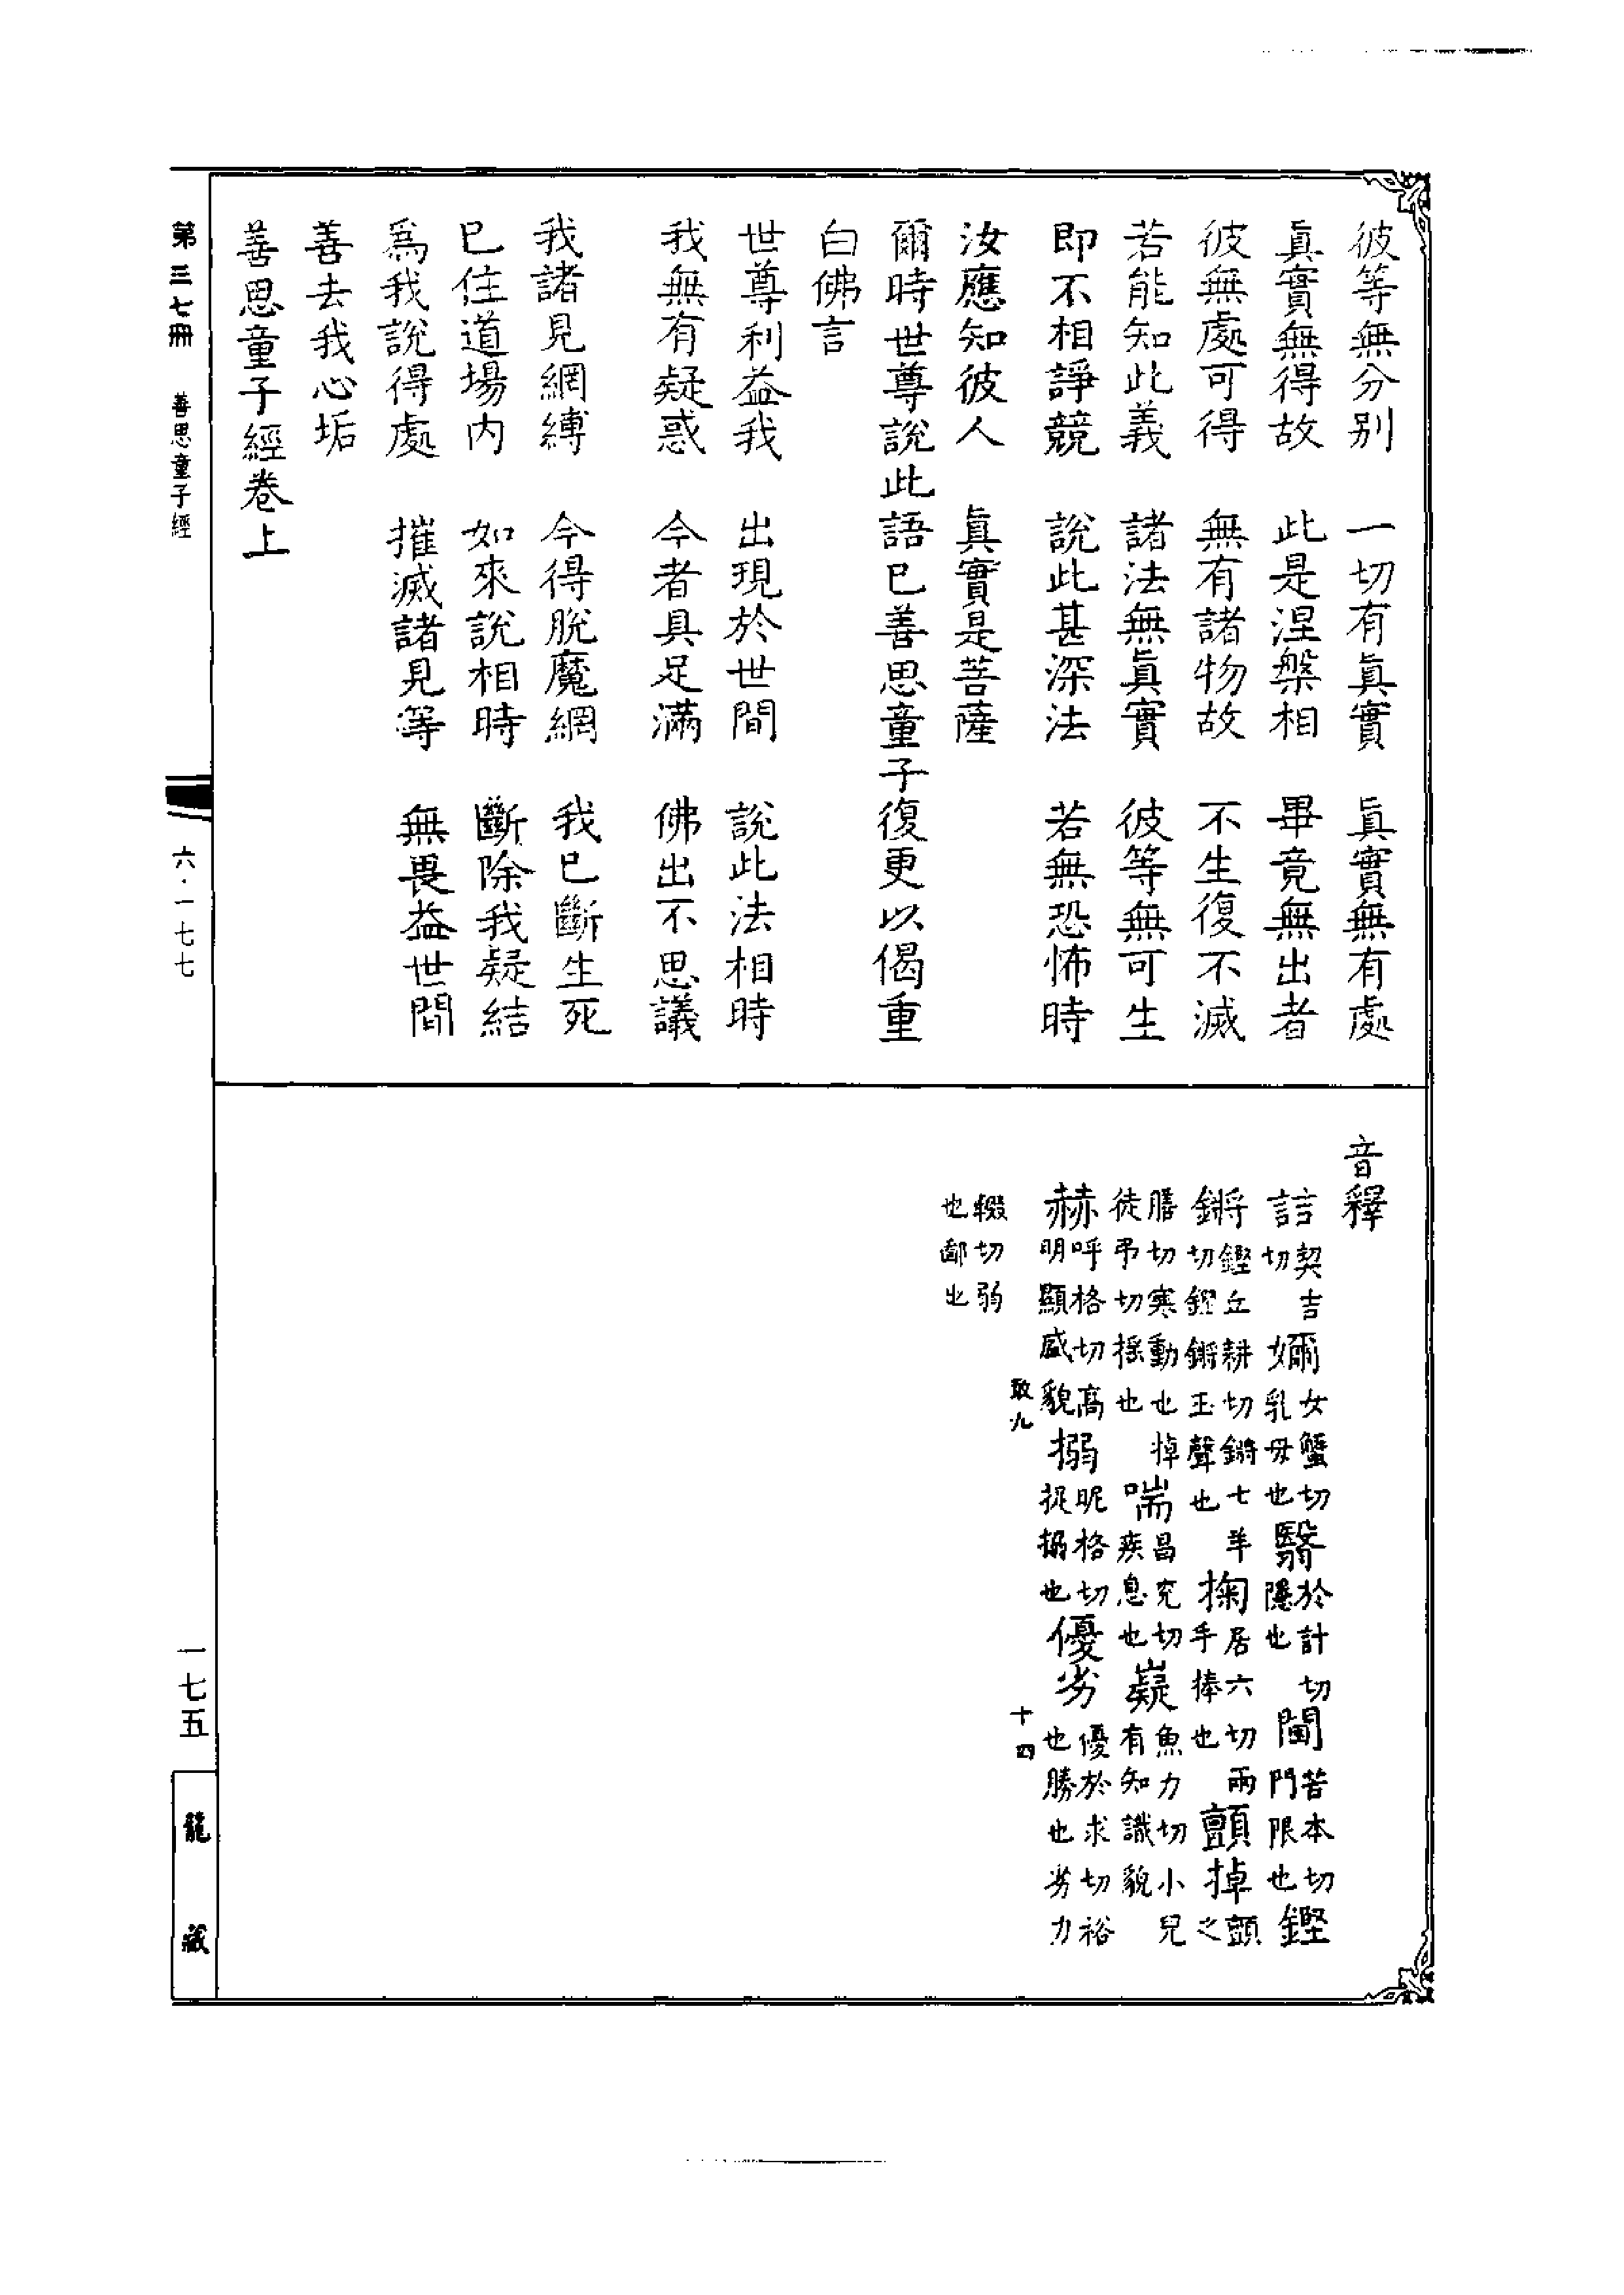 彼等無分别　一切有眞實　眞實無有處
眞實無得故　此是涅槃相　畢竟無出者
彼無處可得　無有諸物故　不生復不滅
若能知此義　諸法無眞實　彼等無可生
即不相諍競　說此甚深法　若無恐怖時
汝應知彼人　眞實是菩薩
爾時世尊說此語已善思童子復更以偈重
白佛言
世尊利益我　出現於世間　說此法相時
我無有疑惑　今者具足滿　佛出不思議
我諸見網縛　今得脫魔網　我已斷生死
已住道場内　如來說相時　斷除我疑結
爲我說得處　摧滅諸見等　無畏益世間
善去我心垢
善思童子經卷上
第三七冊　善思童子經　六·一七七
音釋
詰契吉切　嬭女蟹切乳母也　翳於計切隱也　閫苦本切門限也　鏗
鏘鏗丘耕切鏘七羊切鏗鏘玉聲也　掬居六切兩手捧也　顫掉顫之
膳切寒動也掉徒弔切搖也　喘昌兖切疾息也　嶷魚力切小兒有知識貌
赫呼格切高明顯盛貌　搦昵格切捉搦也　優劣優於求切裕也勝也劣力
輟切弱也鄙也
敢九　十四
一七五
龍藏